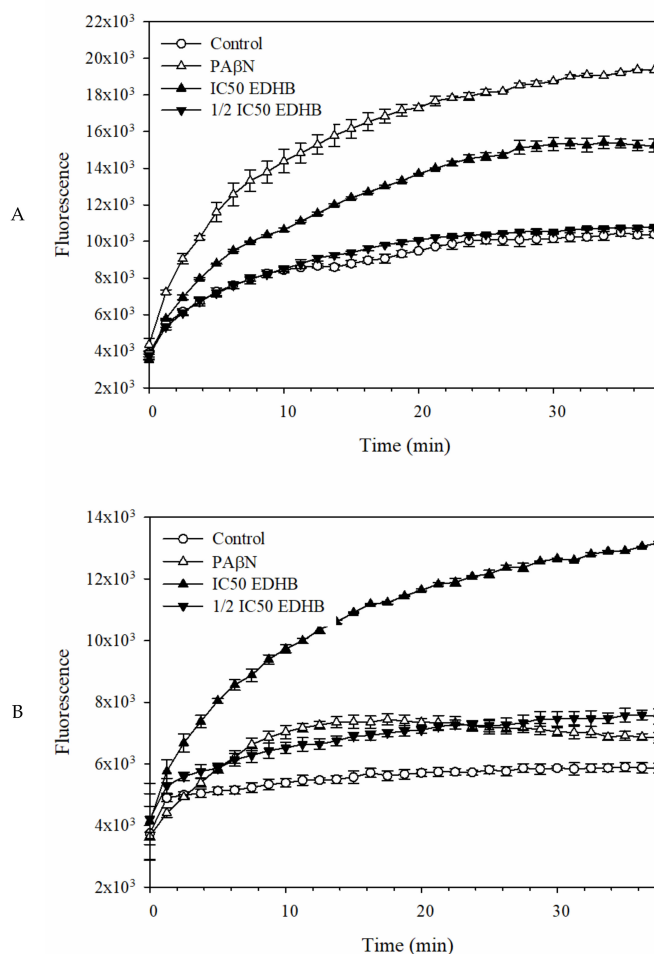 A
Fluorescence
22x10³
20x10³
18x10³
16x10³
14x10³
12x10³
10x10³
8x10³
6x10³
4x10³
2x10³
Control
PAβN
IC50 EDHB
1/2 IC50 EDHB
0 10 20 30
Time (min)
B
Fluorescence
14x10³
12x10³
10x10³
8x10³
6x10³
4x10³
2x10³
Control
PAβN
IC50 EDHB
1/2 IC50 EDHB
0 10 20 30
Time (min)